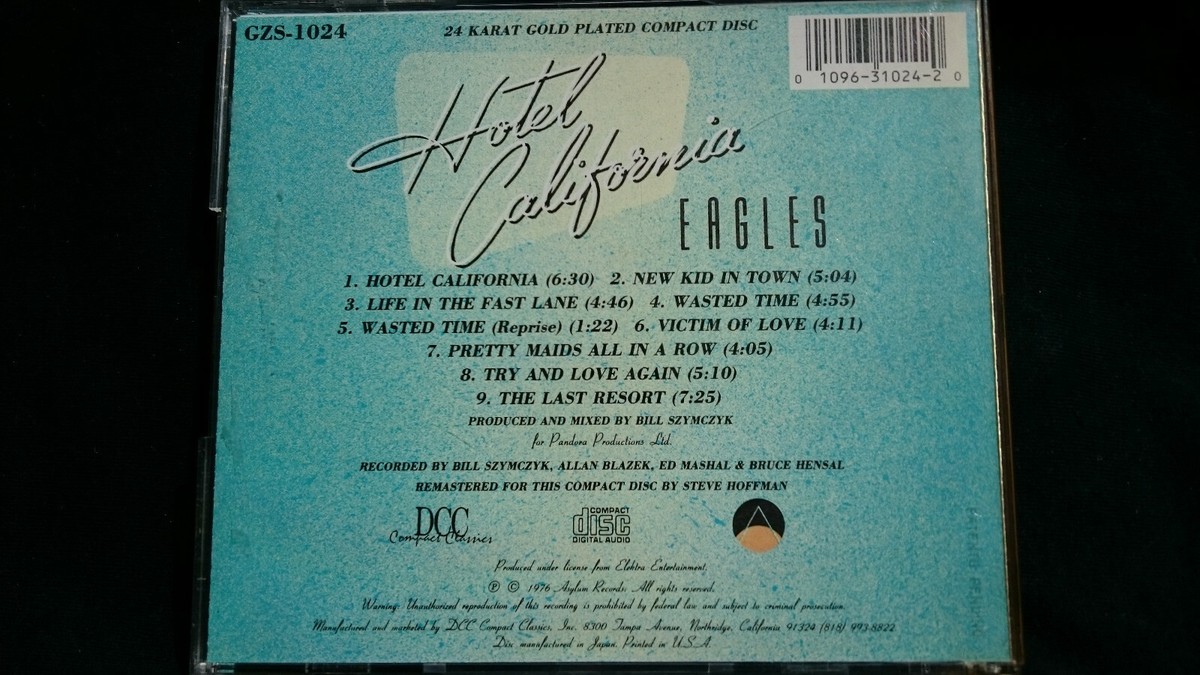 GZS-1024
24 KARAT GOLD PLATED COMPACT DISC
0 1096-31024-2 0
Hotel
California
EAGLES
1. HOTEL CALIFORNIA (6:30) 2. NEW KID IN TOWN (5:04)
3. LIFE IN THE FAST LANE (4:46) 4. WASTED TIME (4:55)
5. WASTED TIME (Reprise) (1:22) 6. VICTIM OF LOVE (4:11)
7. PRETTY MAIDS ALL IN A ROW (4:05)
8. TRY AND LOVE AGAIN (5:10)
9. THE LAST RESORT (7:25)
PRODUCED AND MIXED BY BILL SZYMCZYK
for Pandora Productions Ltd.
RECORDED BY BILL SZYMCZYK, ALLAN BLAZEK, ED MASHAL & BRUCE HENSAL
REMASTERED FOR THIS COMPACT DISC BY STEVE HOFFMAN
DCC
Compact Classics
COMPACT
disc
DIGITAL AUDIO
Produced under license from Elektra Entertainment.
℗ © 1976 Asylum Records. All rights reserved.
Warning: Unauthorized reproduction of this recording is prohibited by federal law and subject to criminal prosecution.
Manufactured and marketed by DCC Compact Classics, Inc. 8300 Tampa Avenue, Northridge, California 91324 (818) 993-8822
Disc manufactured in Japan. Printed in U.S.A.